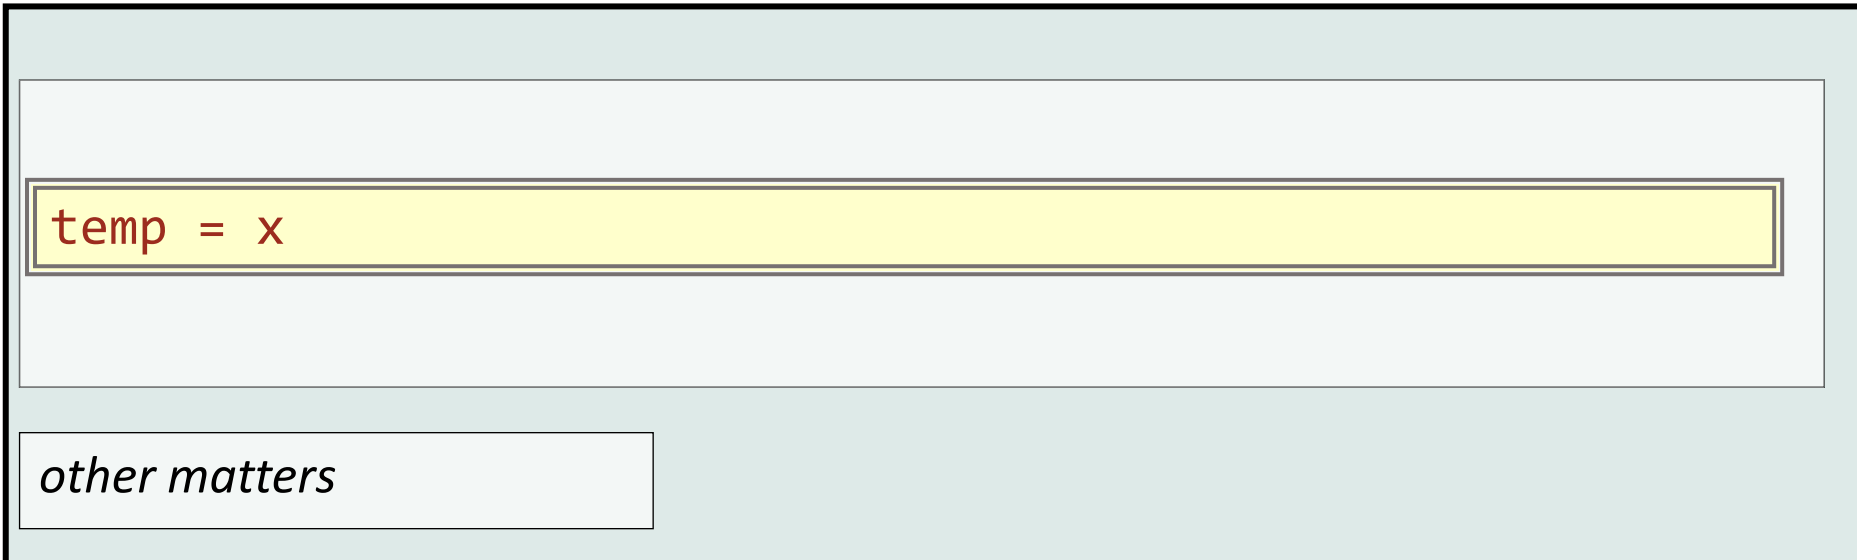 temp = x
other matters